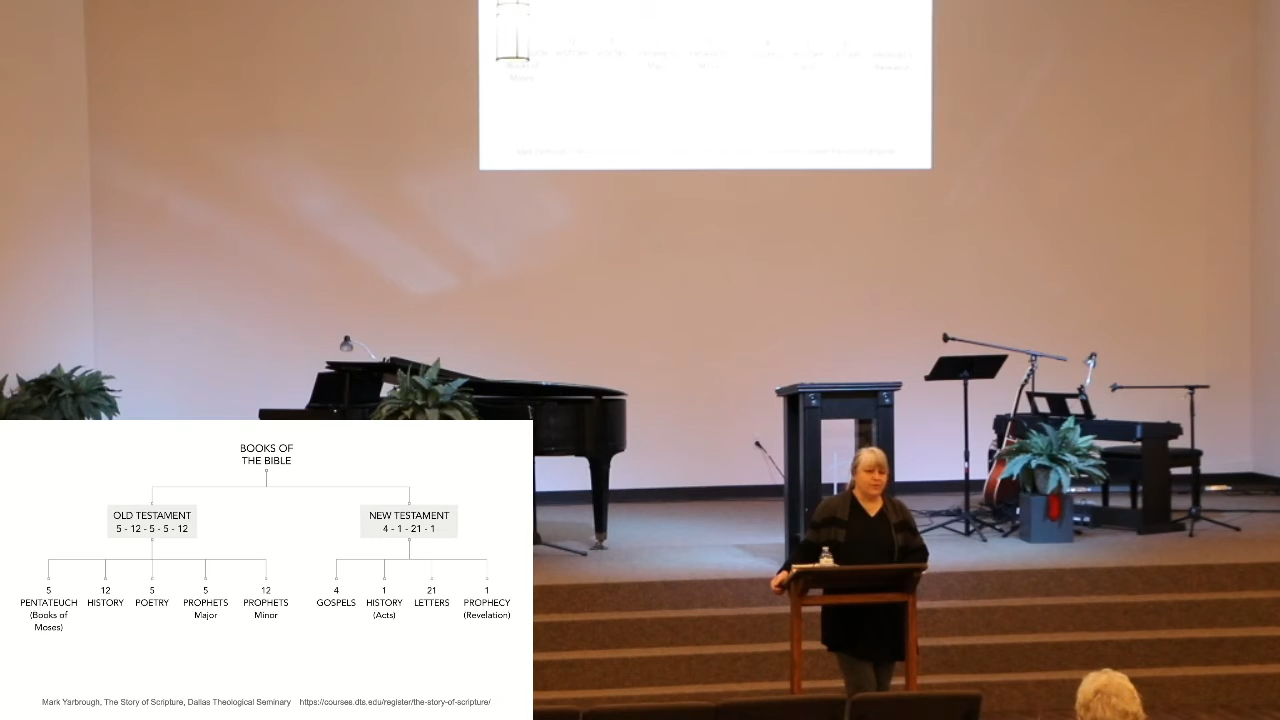 BOOKS OF
THE BIBLE
OLD TESTAMENT
5 - 12 - 5 - 5 - 12
NEW TESTAMENT
4 - 1 - 21 - 1
5
PENTATEUCH
(Books of
Moses)
12
HISTORY
5
POETRY
5
PROPHETS
Major
12
PROPHETS
Minor
4
GOSPELS
1
HISTORY
(Acts)
21
LETTERS
1
PROPHECY
(Revelation)
Mark Yarbrough, The Story of Scripture, Dallas Theological Seminary https://courses.dts.edu/register/the-story-of-scripture/